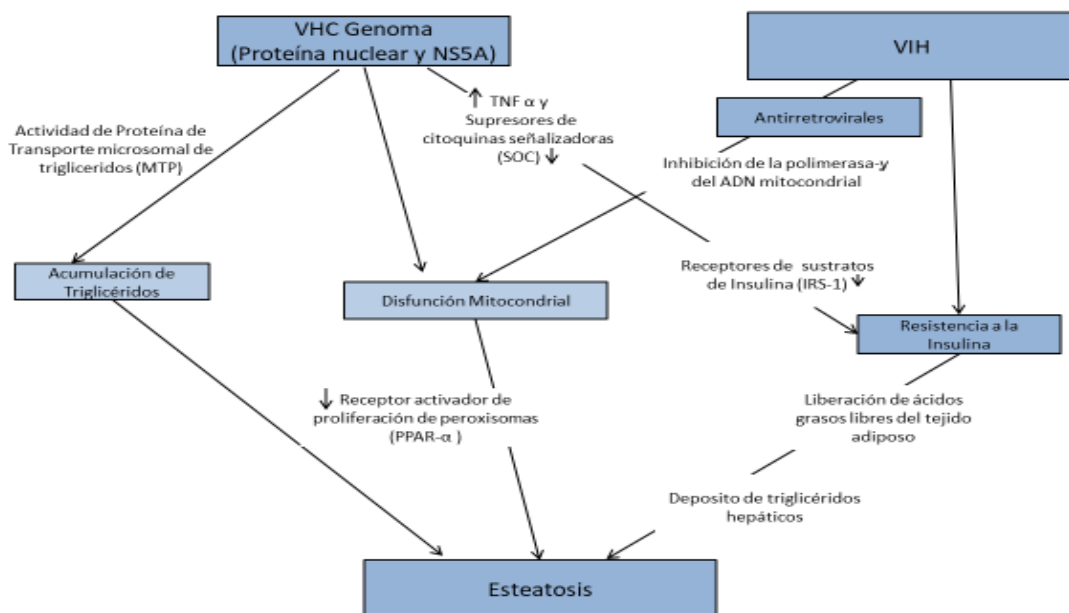 VHC Genoma
(Proteína nuclear y NS5A)
VIH
Antirretrovirales
TNF α y
Supresores de
citoquinas señalizadoras
(SOC)
Actividad de Proteína de
Transporte microsomal de
trigliceridos (MTP)
Inhibición de la polimerasa-y
del ADN mitocondrial
Receptores de sustratos
de Insulina (IRS-1)
Acumulación de
Triglicéridos
Disfunción Mitocondrial
Resistencia a la
Insulina
Receptor activador de
proliferación de peroxisomas
(PPAR-α )
Liberación de ácidos
grasos libres del tejido
adiposo
Deposito de triglicéridos
hepáticos
Esteatosis